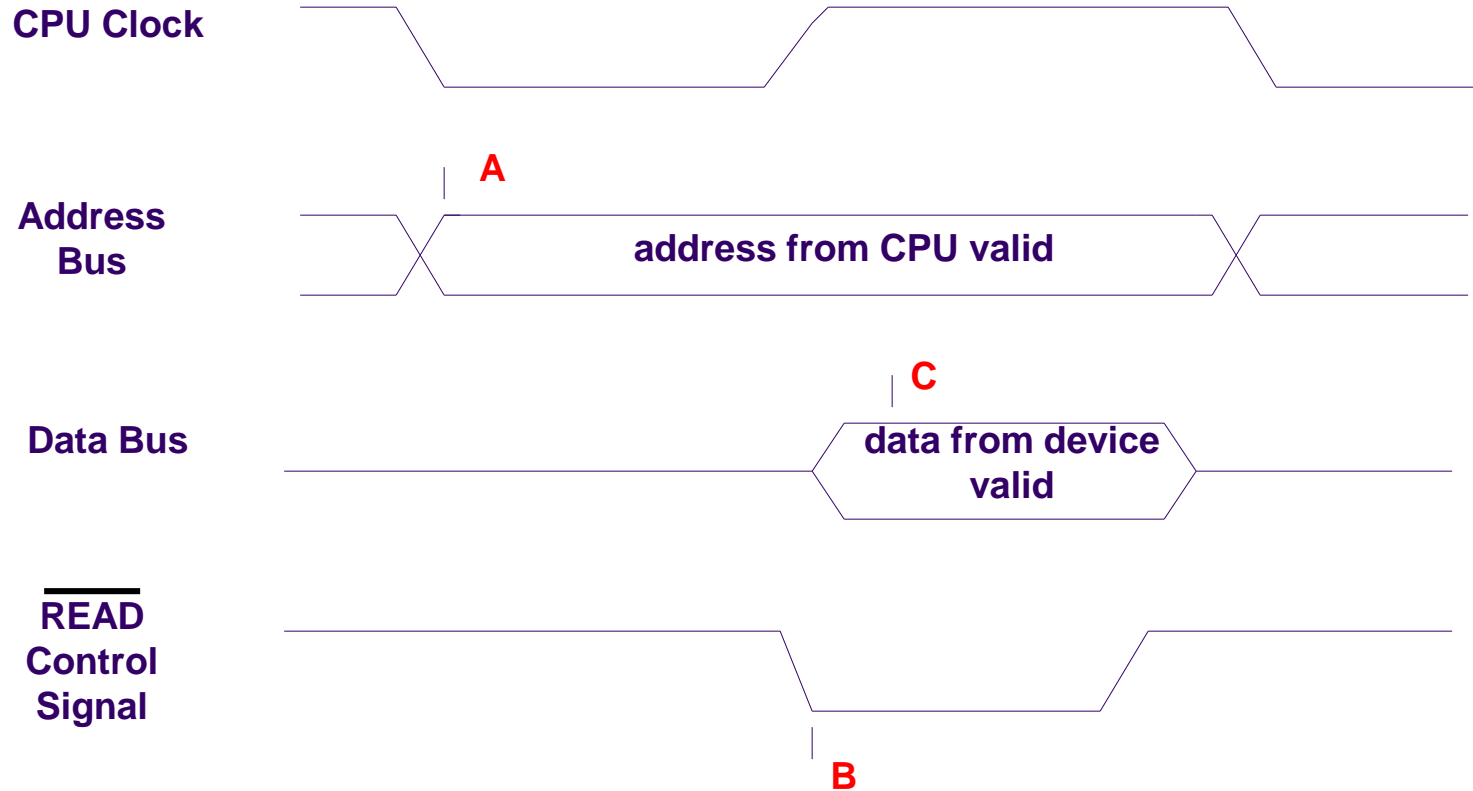 CPU Clock
A
Address
Bus
address from CPU valid
C
Data Bus
data from device
valid
READ
Control
Signal
B